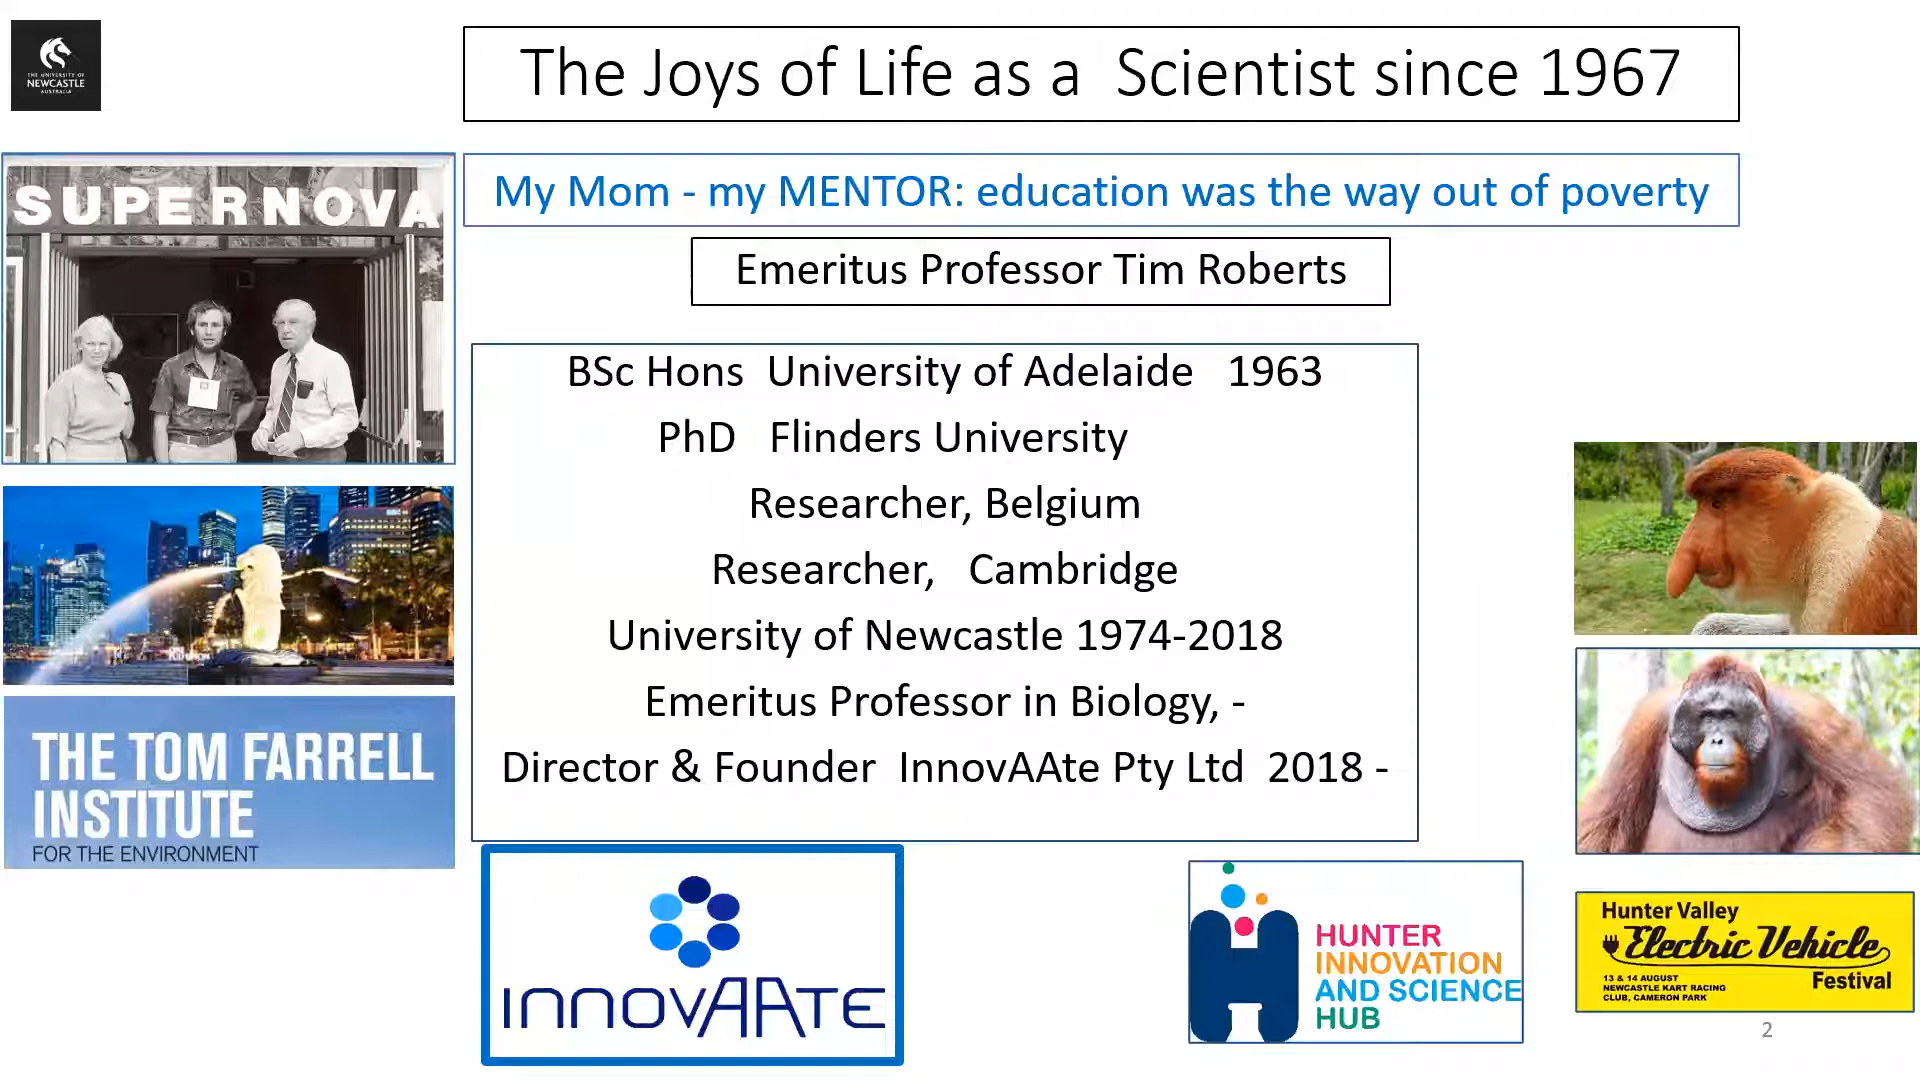 THE UNIVERSITY OF
NEWCASTLE
AUSTRALIA
The Joys of Life as a Scientist since 1967
SUPERNOVA
My Mom - my MENTOR: education was the way out of poverty
Emeritus Professor Tim Roberts
BSc Hons University of Adelaide 1963
PhD Flinders University
Researcher, Belgium
Researcher, Cambridge
University of Newcastle 1974-2018
Emeritus Professor in Biology, -
Director & Founder InnovAAte Pty Ltd 2018 -
THE TOM FARRELL
INSTITUTE
FOR THE ENVIRONMENT
INNOVAATE
HUNTER
INNOVATION
AND SCIENCE
HUB
Hunter Valley
Electric Vehicle
Festival
13 & 14 AUGUST
NEWCASTLE KART RACING
CLUB, CAMERON PARK
2